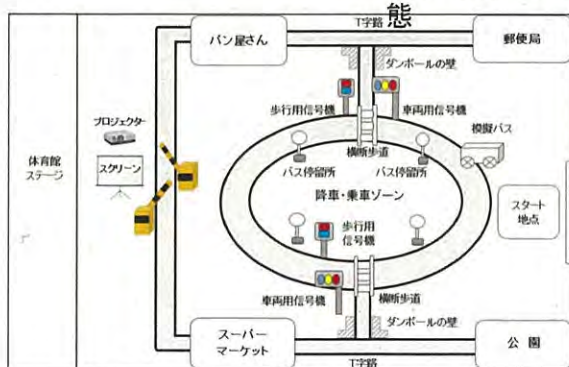 態
T字路
パン屋さん
郵便局
ダンボールの壁
歩行用信号機
車両用信号機
模擬バス
プロジェクター
体育館
ステージ
スクリーン
横断歩道
バス停留所
バス停留所
降車・乗車ゾーン
スタート
地点
歩行用
信号機
車両用信号機
横断歩道
ダンボールの壁
スーパー
マーケット
公園
T字路